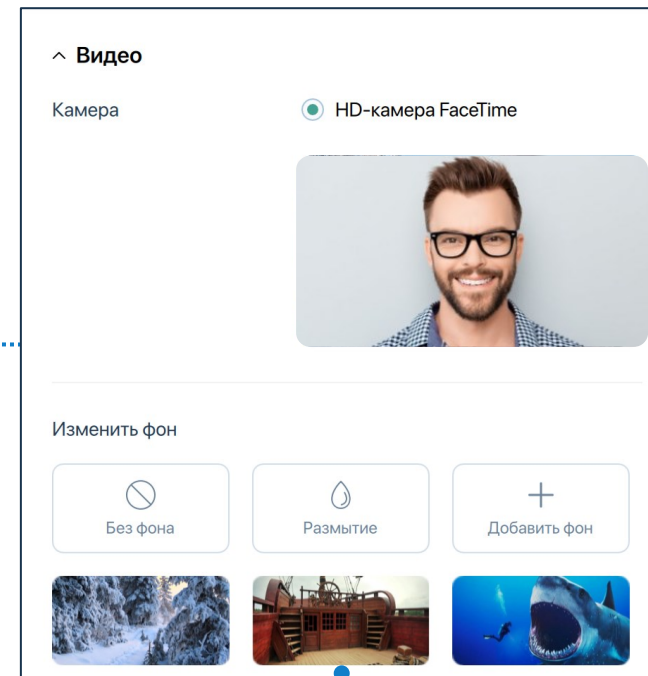 Видео
Камера
HD-камера FaceTime
Изменить фон
Без фона
Размытие
Добавить фон